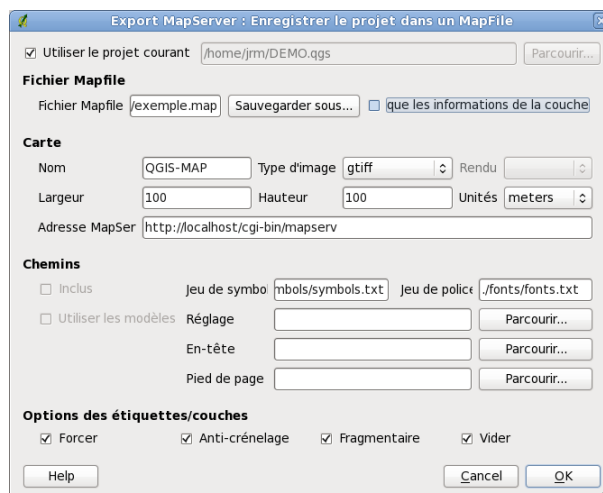 Export MapServer : Enregistrer le projet dans un MapFile
Utiliser le projet courant /home/jrm/DEMO.qgs Parcourir...
Fichier Mapfile
Fichier Mapfile /exemple.map Sauvegarder sous... que les informations de la couche
Carte
Nom QGIS-MAP Type d'image gtiff Rendu
Largeur 100 Hauteur 100 Unités meters
Adresse MapSer http://localhost/cgi-bin/mapserv
Chemins
Inclus Jeu de symbol mbols/symbols.txt Jeu de police ./fonts/fonts.txt
Utiliser les modèles Réglage Parcourir...
En-tête Parcourir...
Pied de page Parcourir...
Options des étiquettes/couches
Forcer Anti-crénelage Fragmentaire Vider
Help Cancel OK